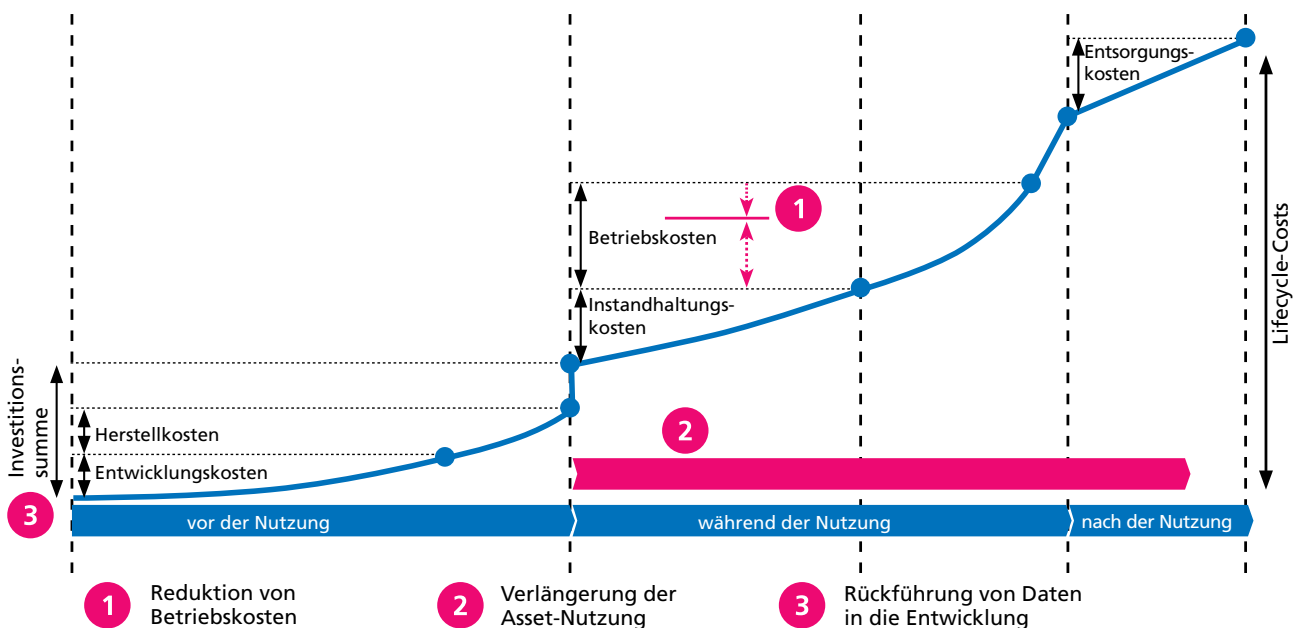 Entsorgungs-
kosten
1
Betriebskosten
Instandhaltungs-
kosten
Lifecycle-Costs
Investitions-
summe
Herstellkosten
Entwicklungskosten
2
3
vor der Nutzung
während der Nutzung
nach der Nutzung
1
Reduktion von
Betriebskosten
2
Verlängerung der
Asset-Nutzung
3
Rückführung von Daten
in die Entwicklung